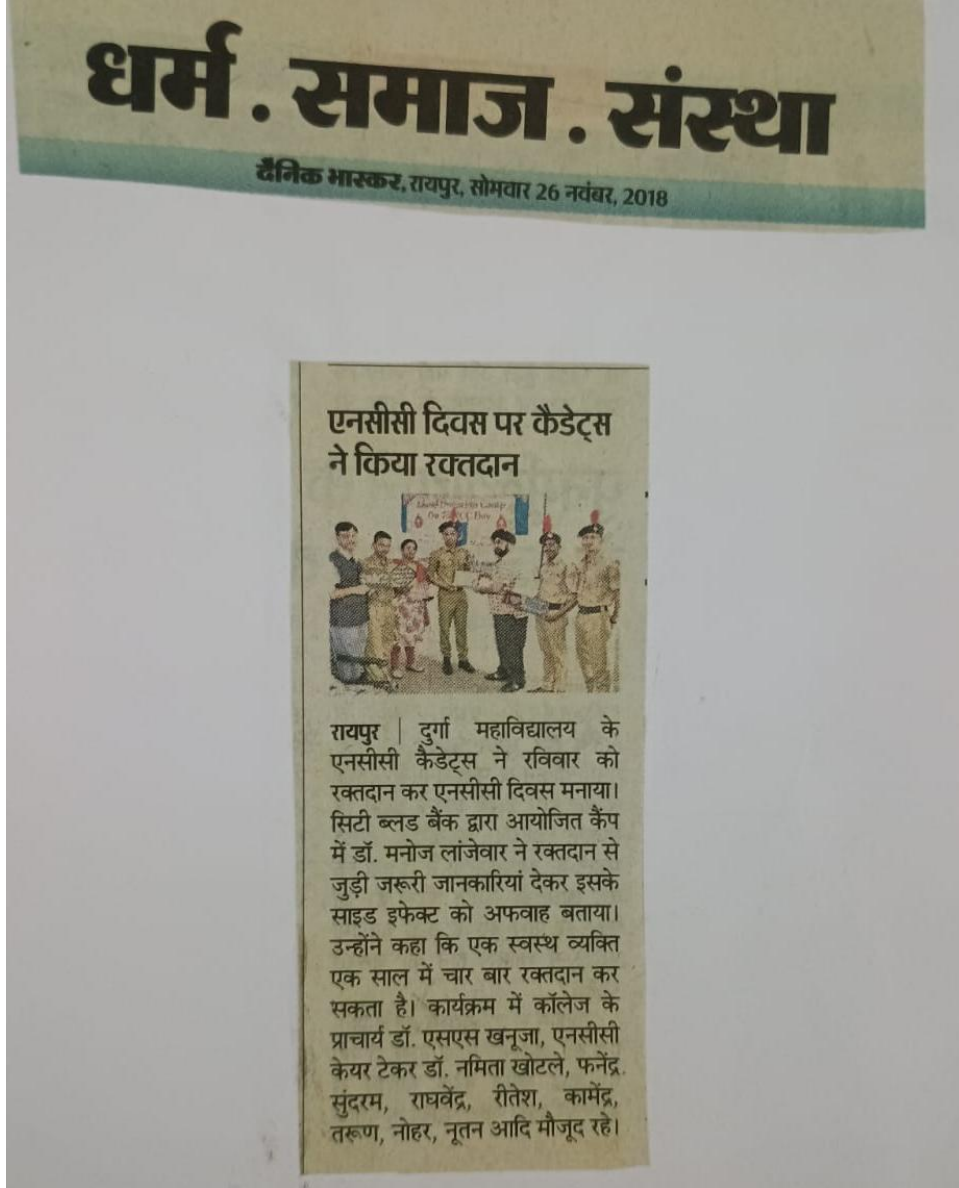 धर्म . समाज . संस्था
दैनिक भास्कर, रायपुर, सोमवार 26 नवंबर, 2018
एनसीसी दिवस पर कैडेट्स
ने किया रक्तदान
Blood Donation Camp
रायपुर | दुर्गा महाविद्यालय के
एनसीसी कैडेट्स ने रविवार को
रक्तदान कर एनसीसी दिवस मनाया।
सिटी ब्लड बैंक द्वारा आयोजित कैंप
में डॉ. मनोज लांजेवार ने रक्तदान से
जुड़ी जरूरी जानकारियां देकर इसके
साइड इफेक्ट को अफवाह बताया।
उन्होंने कहा कि एक स्वस्थ व्यक्ति
एक साल में चार बार रक्तदान कर
सकता है। कार्यक्रम में कॉलेज के
प्राचार्य डॉ. एसएस खनूजा, एनसीसी
केयर टेकर डॉ. नमिता खोटले, फनेंद्र
सुंदरम, राघवेंद्र, रीतेश, कामेंद्र,
तरूण, नोहर, नूतन आदि मौजूद रहे।